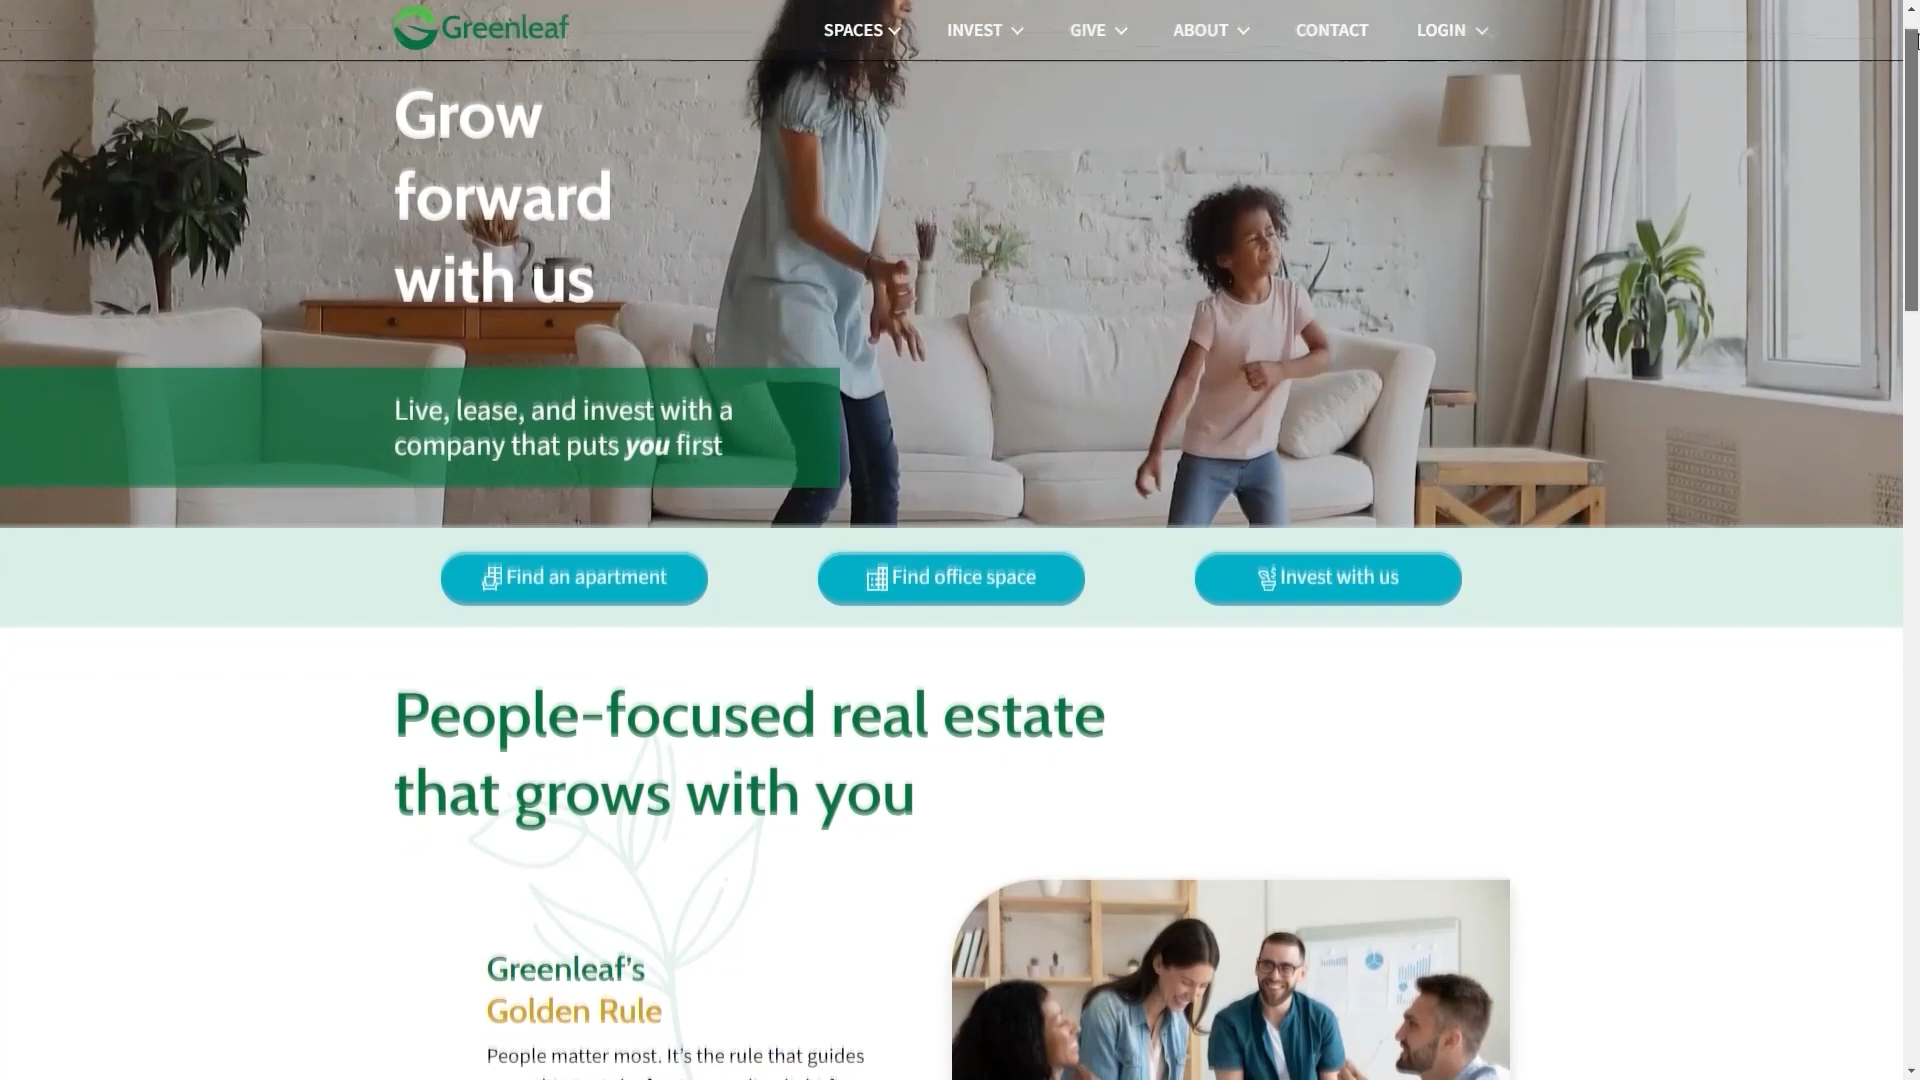 Greenleaf
SPACES INVEST GIVE ABOUT CONTACT LOGIN
Grow
forward
with us
Live, lease, and invest with a
company that puts you first
Find an apartment
Find office space
Invest with us
People-focused real estate
that grows with you
Greenleaf's
Golden Rule
People matter most. It's the rule that guides